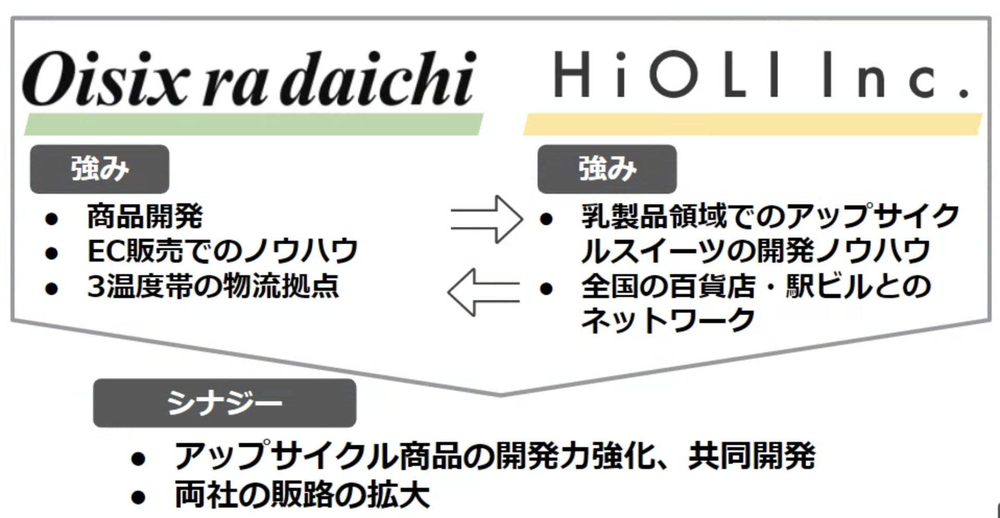 Oisix ra daichi
HiOLI Inc.
強み
● 商品開発
● EC販売でのノウハウ
● 3温度帯の物流拠点
強み
● 乳製品領域でのアップサイク
ルスイーツの開発ノウハウ
● 全国の百貨店・駅ビルとの
ネットワーク
シナジー
● アップサイクル商品の開発力強化、共同開発
● 両社の販路の拡大